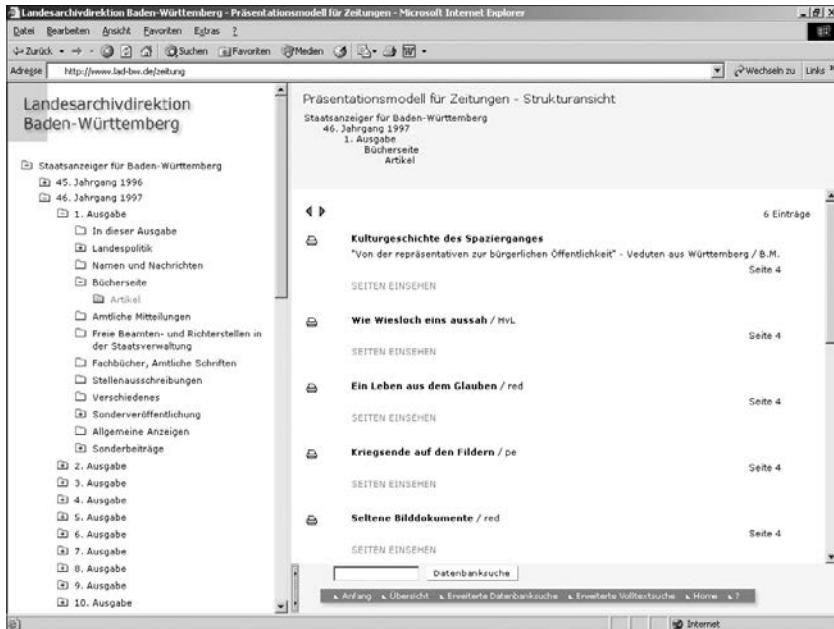 Landesarchivdirektion Baden-Württemberg - Präsentationsmodell für Zeitungen - Microsoft Internet Explorer
Datei Bearbeiten Ansicht Favoriten Extras ?
Zurück Suchen Favoriten Medien
Adresse http://www.lad-bw.de/zeitung Wechseln zu Links
Landesarchivdirektion
Baden-Württemberg
Staatsanzeiger für Baden-Württemberg
45. Jahrgang 1996
46. Jahrgang 1997
1. Ausgabe
In dieser Ausgabe
Landespolitik
Namen und Nachrichten
Bücherseite
Artikel
Amtliche Mitteilungen
Freie Beamten- und Richterstellen in
der Staatsverwaltung
Fachbücher, Amtliche Schriften
Stellenausschreibungen
Verschiedenes
Sonderveröffentlichung
Allgemeine Anzeigen
Sonderbeiträge
2. Ausgabe
3. Ausgabe
4. Ausgabe
5. Ausgabe
6. Ausgabe
7. Ausgabe
8. Ausgabe
9. Ausgabe
10. Ausgabe
Präsentationsmodell für Zeitungen - Strukturansicht
Staatsanzeiger für Baden-Württemberg
46. Jahrgang 1997
1. Ausgabe
Bücherseite
Artikel
6 Einträge
Kulturgeschichte des Spazierganges
"Von der repräsentativen zur bürgerlichen Öffentlichkeit" - Veduten aus Württemberg / B.M.
Seite 4
SEITEN EINSEHEN
Wie Wiesloch eins aussah / HvL
Seite 4
SEITEN EINSEHEN
Ein Leben aus dem Glauben / red
Seite 4
SEITEN EINSEHEN
Kriegsende auf den Fildern / pe
Seite 4
SEITEN EINSEHEN
Seltene Bilddokumente / red
Seite 4
SEITEN EINSEHEN
Datenbanksuche
Anfang Übersicht Erweiterte Datenbanksuche Erweiterte Volltextsuche Home ?
Internet